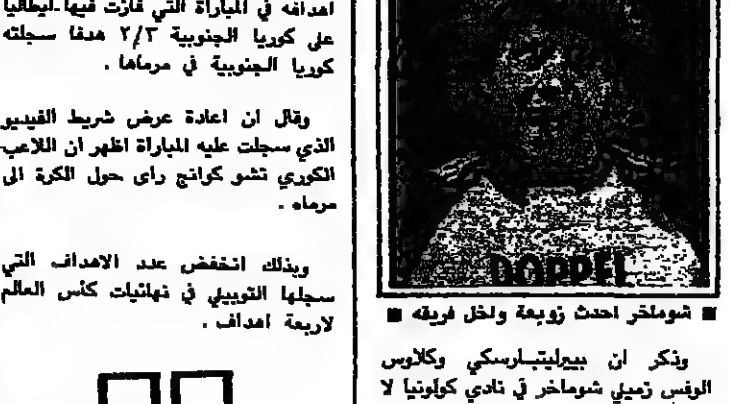 اهدافه في المباراة التي فازت فيها ايطاليا
على كوريا الجنوبية ٢/٣ هدفا سجلته
كوريا الجنوبية في مرماها .
وقال ان اعادة عرض شريط الفيديو
الذي سجلت عليه المباراة اظهر ان اللاعب
الكوري تشو كوانج راى حول الكرة الى
مرماه .
وبذلك انخفض عدد الاهداف التي
سجلها التوبيلي في نهائيات كأس العالم
لاربعة اهداف .
DOPPEL
شوماخر احدث زوبعة داخل فريقه
وذكر ان بييرليتبارسكي وكلاوس
الوفس زميلي شوماخر في نادي كولونيا لا